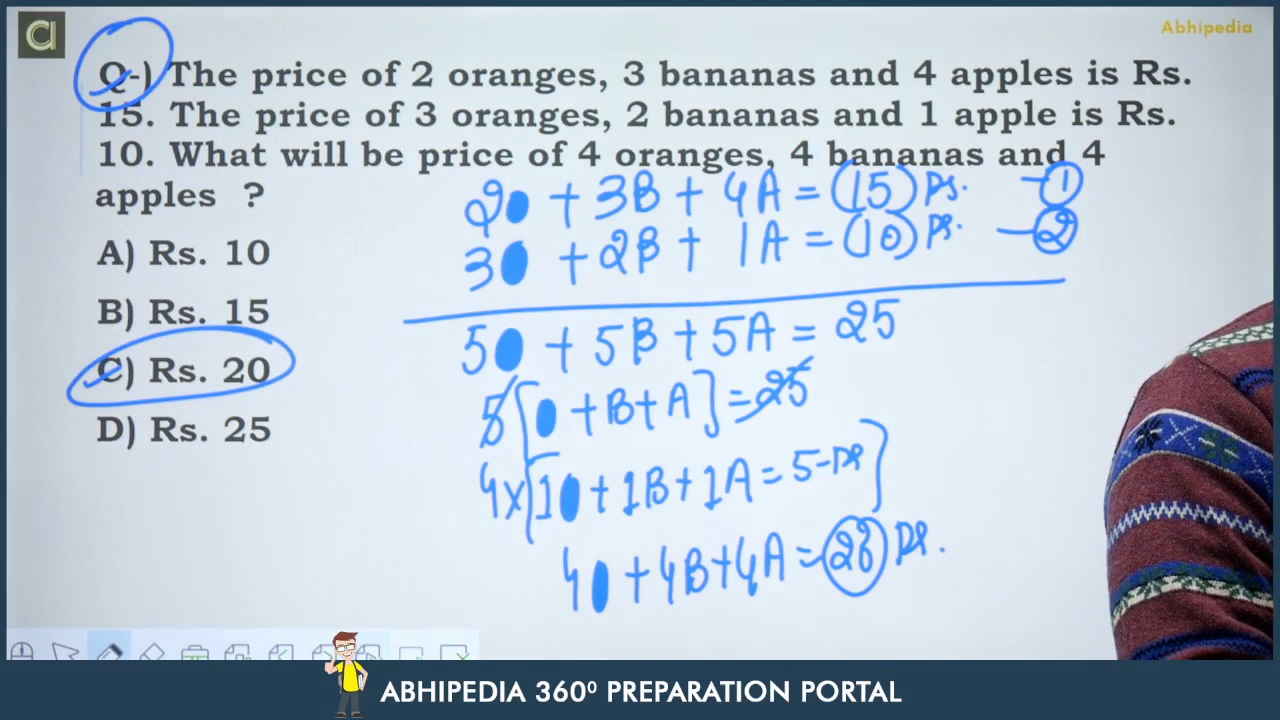 Abhipedia
Q-) The price of 2 oranges, 3 bananas and 4 apples is Rs.
15. The price of 3 oranges, 2 bananas and 1 apple is Rs.
10. What will be price of 4 oranges, 4 bananas and 4
apples ?
A) Rs. 10
B) Rs. 15
C) Rs. 20
D) Rs. 25
2O + 3B + 4A = 15 Rs. -1
3O + 2B + 1A = 10 Rs. -2
5O + 5B + 5A = 25
5[O + B + A] = 25
4x[1O + 1B + 1A = 5-Rs]
4O + 4B + 4A = 20 Rs.
ABHIPEDIA 360⁰ PREPARATION PORTAL